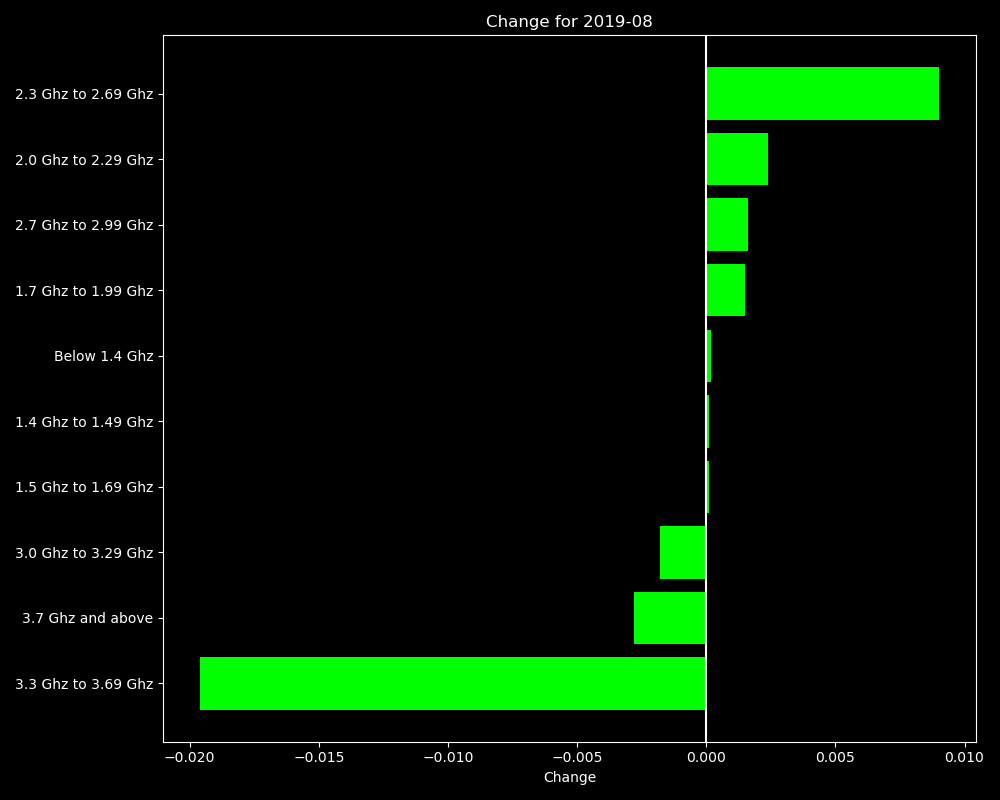 Change for 2019-08
2.3 Ghz to 2.69 Ghz
2.0 Ghz to 2.29 Ghz
2.7 Ghz to 2.99 Ghz
1.7 Ghz to 1.99 Ghz
Below 1.4 Ghz
1.4 Ghz to 1.49 Ghz
1.5 Ghz to 1.69 Ghz
3.0 Ghz to 3.29 Ghz
3.7 Ghz and above
3.3 Ghz to 3.69 Ghz
−0.020 −0.015 −0.010 −0.005 0.000 0.005 0.010
Change